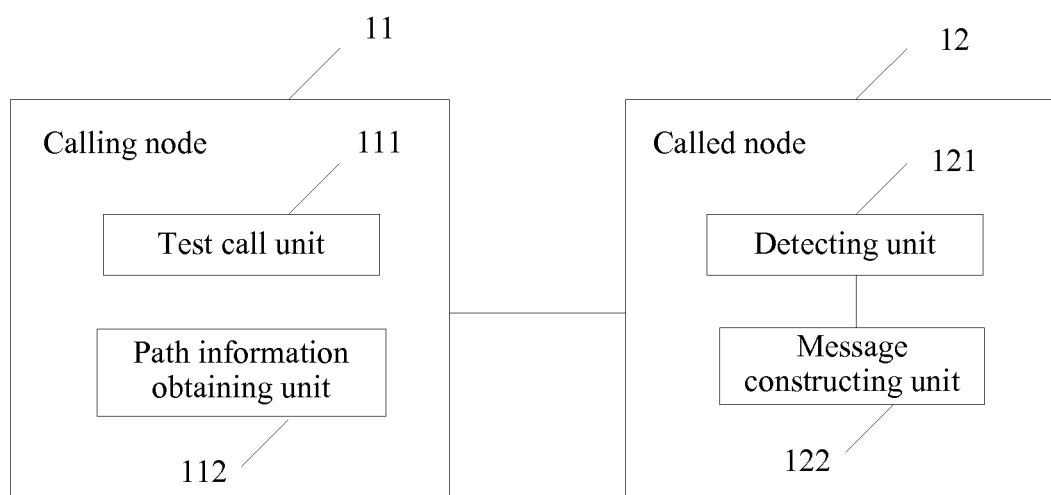 11
12
Calling node
111
Called node
121
Test call unit
Detecting unit
Path information
obtaining unit
Message
constructing unit
112
122